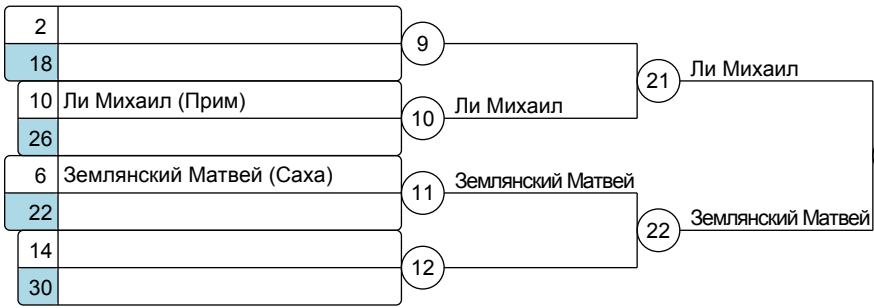 2
9
18
21 Ли Михаил
10 Ли Михаил (Прим)
10 Ли Михаил
26
6 Землянский Матвей (Саха)
11 Землянский Матвей
22
22 Землянский Матвей
14
12
30